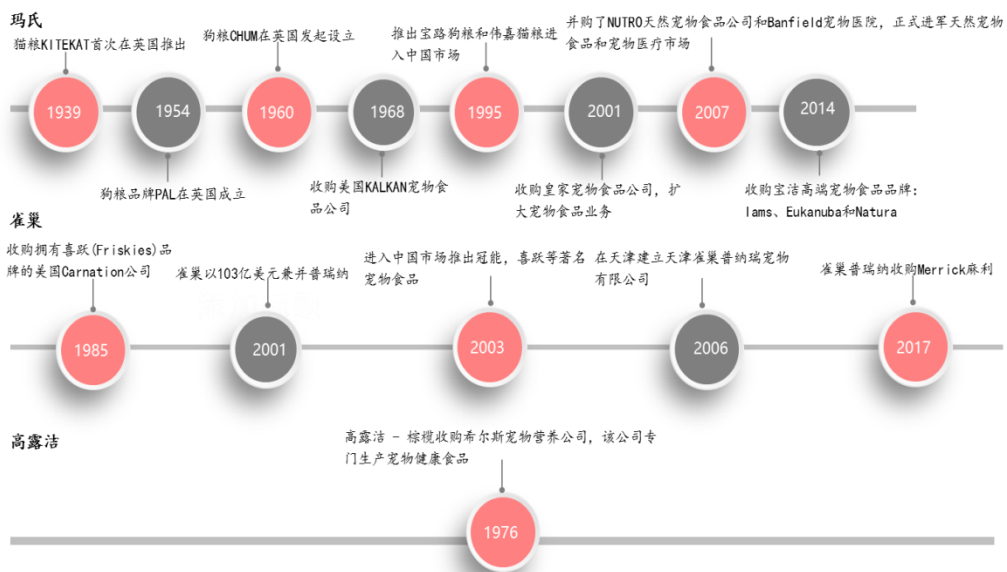 玛氏
猫粮KITEKAT首次在英国推出
狗粮CHUM在英国发起设立
推出宝路狗粮和伟嘉猫粮进
入中国市场
并购了NUTRO天然宠物食品公司和Banfield宠物医院，正式进军天然宠物
食品和宠物医疗市场
1939
1954
1960
1968
1995
2001
2007
2014
狗粮品牌PAL在英国成立
收购美国KALKAN宠物食
品公司
收购皇家宠物食品公司，扩
大宠物食品业务
收购宝洁高端宠物食品品牌：
Iams、Eukanuba和Natura
雀巢
收购拥有喜跃(Friskies)品
牌的美国Carnation公司
雀巢以103亿美元兼并普瑞纳
进入中国市场推出冠能，喜跃等著名
宠物食品
在天津建立天津雀巢普纳瑞宠物
有限公司
雀巢普瑞纳收购Merrick麻利
1985
2001
2003
2006
2017
高露洁
高露洁 - 棕榄收购希尔斯宠物营养公司，该公司专
门生产宠物健康食品
1976